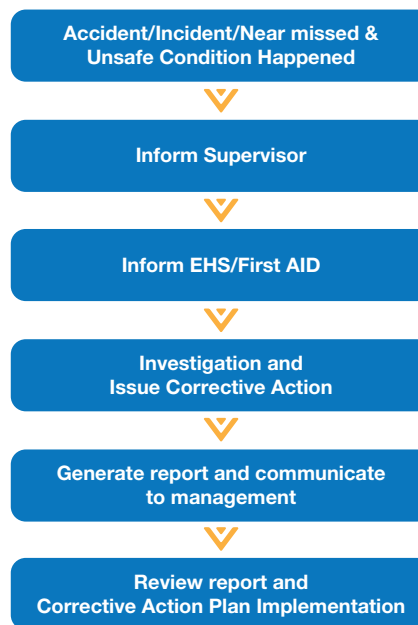 Accident/Incident/Near missed &
Unsafe Condition Happened
Inform Supervisor
Inform EHS/First AID
Investigation and
Issue Corrective Action
Generate report and communicate
to management
Review report and
Corrective Action Plan Implementation